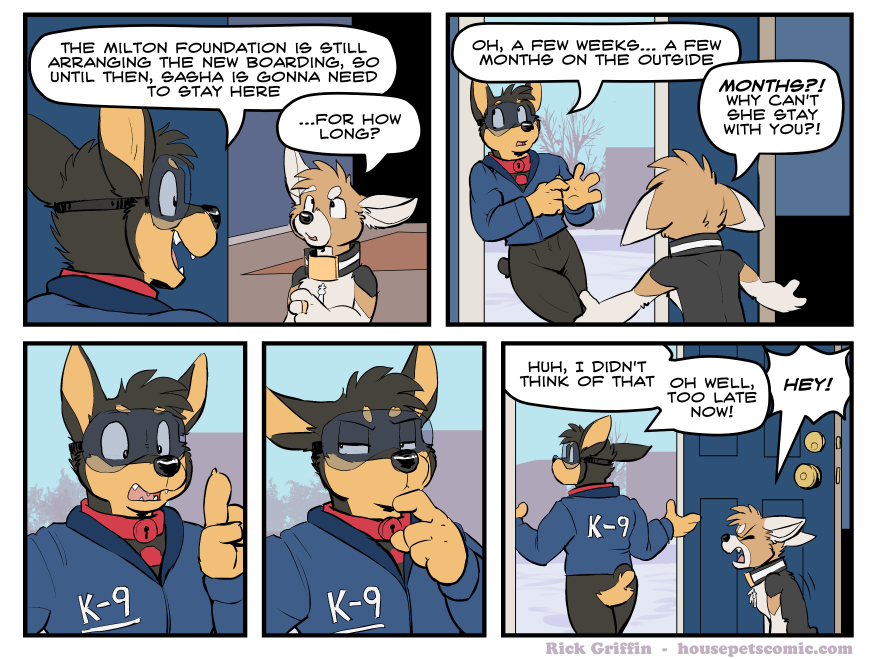 THE MILTON FOUNDATION IS STILL
ARRANGING THE NEW BOARDING, SO
UNTIL THEN, SASHA IS GONNA NEED
TO STAY HERE
...FOR HOW
LONG?
OH, A FEW WEEKS... A FEW
MONTHS ON THE OUTSIDE
MONTHS?!
WHY CAN'T
SHE STAY
WITH YOU?!
K-9
K-9
HUH, I DIDN'T
THINK OF THAT
OH WELL,
TOO LATE
NOW!
HEY!
K-9
Rick Griffin - housepetscomic.com